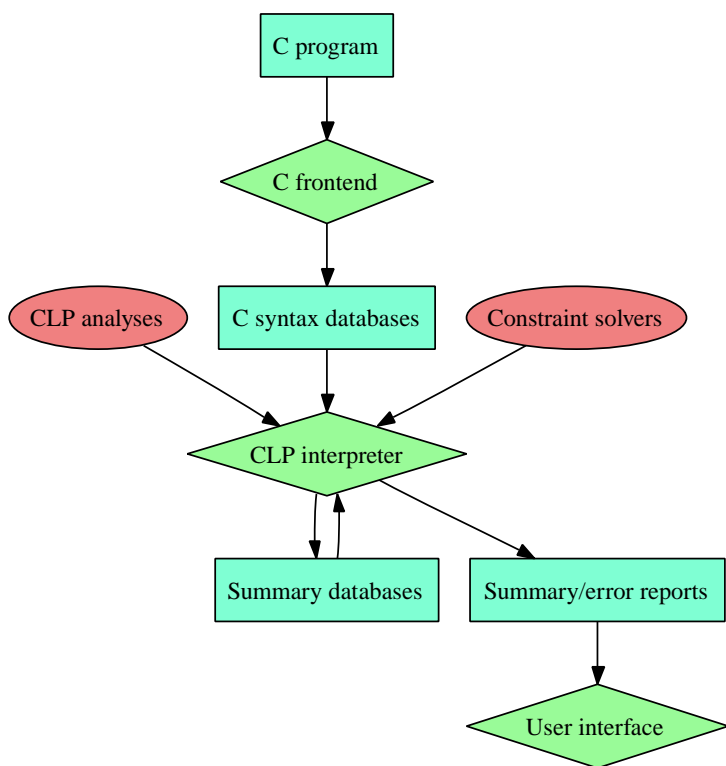 C program
C frontend
CLP analyses
C syntax databases
Constraint solvers
CLP interpreter
Summary databases
Summary/error reports
User interface